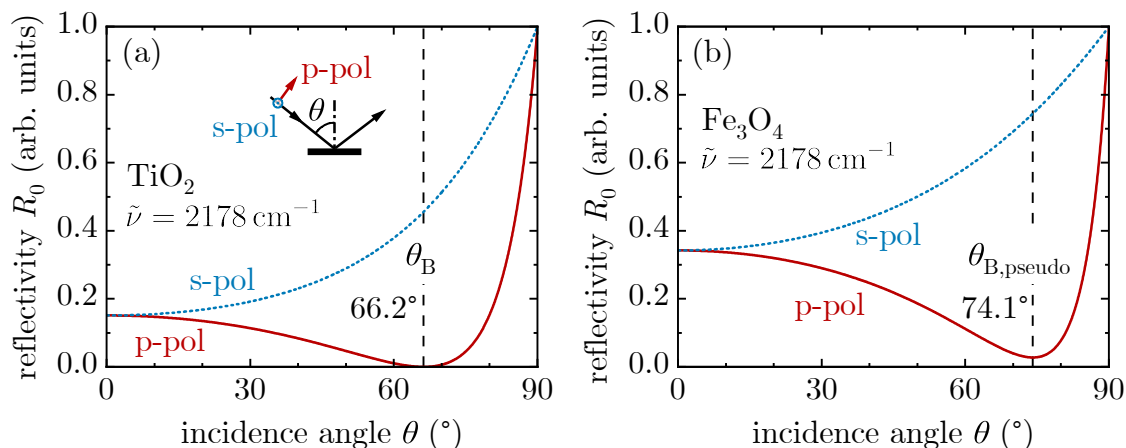 (a)
p-pol
θ
s-pol
TiO₂
ν̃ = 2178 cm⁻¹
s-pol
p-pol
θ_B
66.2°
1.0
0.8
0.6
0.4
0.2
0.0
0 30 60 90
incidence angle θ (°)
reflectivity R₀ (arb. units)
(b)
Fe₃O₄
ν̃ = 2178 cm⁻¹
s-pol
θ_B,pseudo
p-pol
74.1°
1.0
0.8
0.6
0.4
0.2
0.0
0 30 60 90
incidence angle θ (°)
reflectivity R₀ (arb. units)